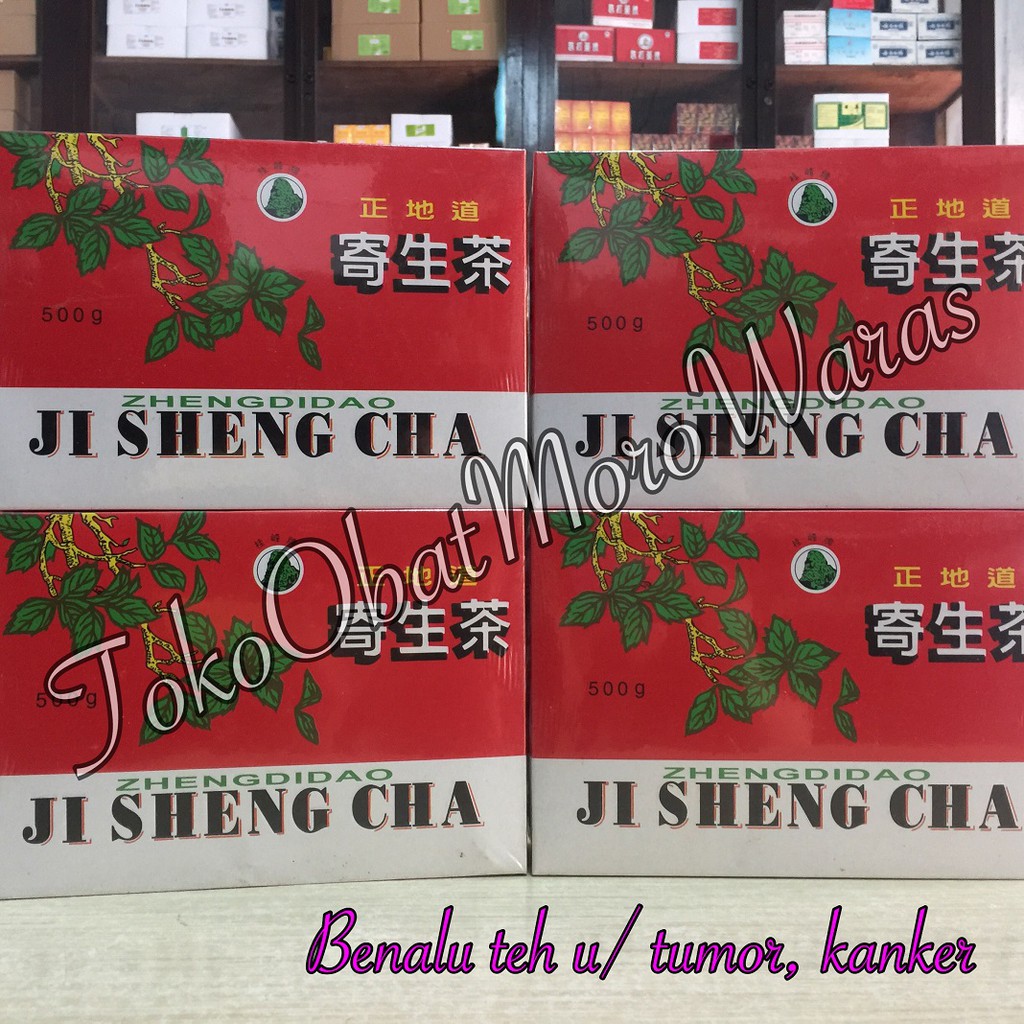 正地道
寄生茶
500g
ZHENGDIDAO
JI SHENG CHA
正地道
寄生茶
500g
ZHENGDIDAO
JI SHENG CHA
正地道
寄生茶
500g
ZHENGDIDAO
JI SHENG CHA
正地道
寄生茶
500g
ZHENGDIDAO
JI SHENG CHA
TokoObatMoroWaras
Benalu teh u/ tumor, kanker